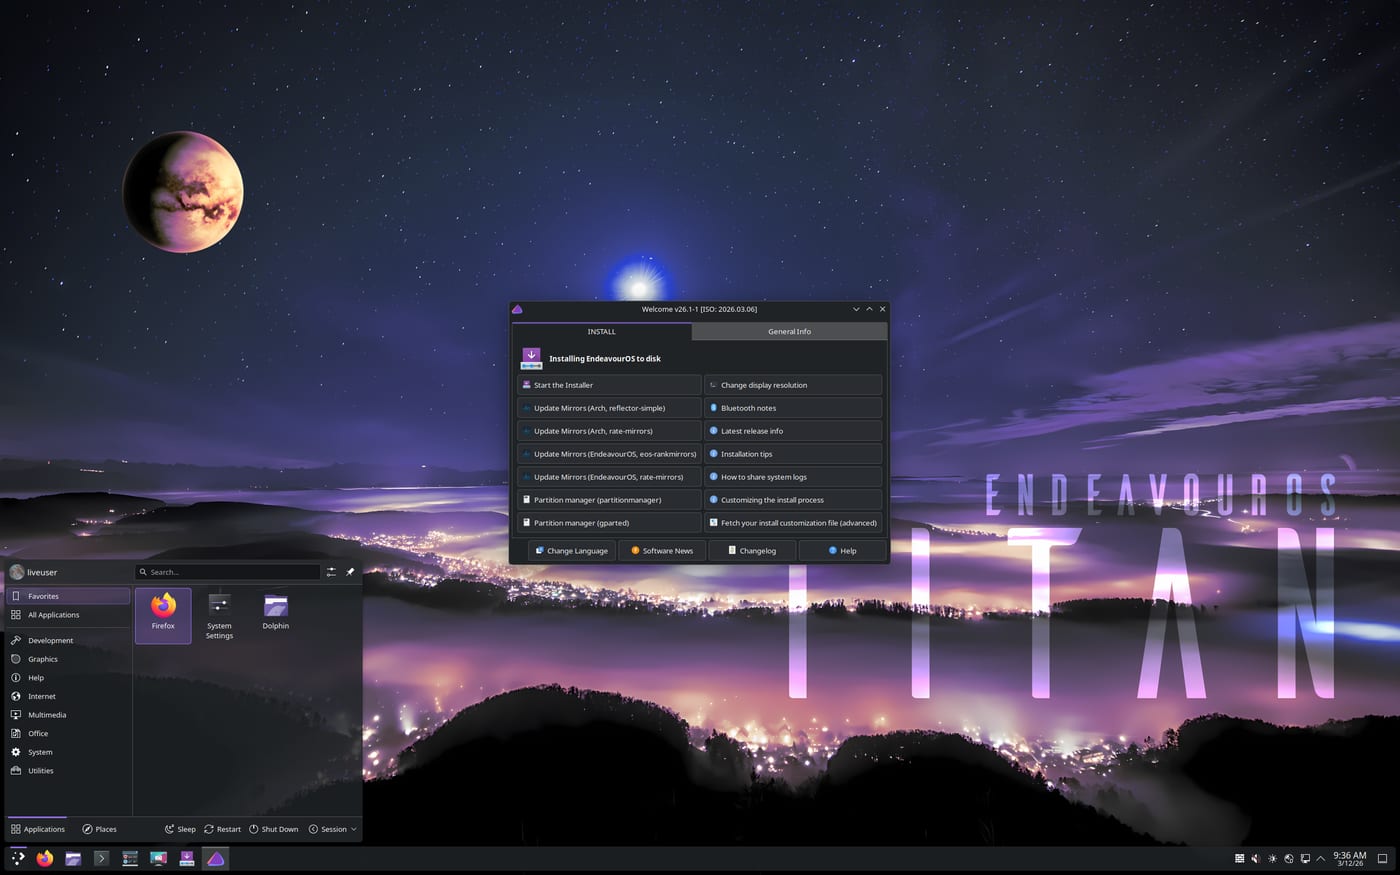 Welcome v26.1-1 [ISO: 2026.03.06]
INSTALL
General Info
Installing EndeavourOS to disk
Start the Installer
Change display resolution
Update Mirrors (Arch, reflector-simple)
Bluetooth notes
Update Mirrors (Arch, rate-mirrors)
Latest release info
Update Mirrors (EndeavourOS, eos-rankmirrors)
Installation tips
Update Mirrors (EndeavourOS, rate-mirrors)
How to share system logs
Partition manager (partitionmanager)
Customizing the install process
Partition manager (gparted)
Fetch your install customization file (advanced)
Change Language
Software News
Changelog
Help
ENDEAVOUROS
TITAN
liveuser
Search...
Favorites
All Applications
Development
Graphics
Help
Internet
Multimedia
Office
System
Utilities
Firefox
System
Settings
Dolphin
Applications
Places
Sleep
Restart
Shut Down
Session
9:36 AM
3/12/26